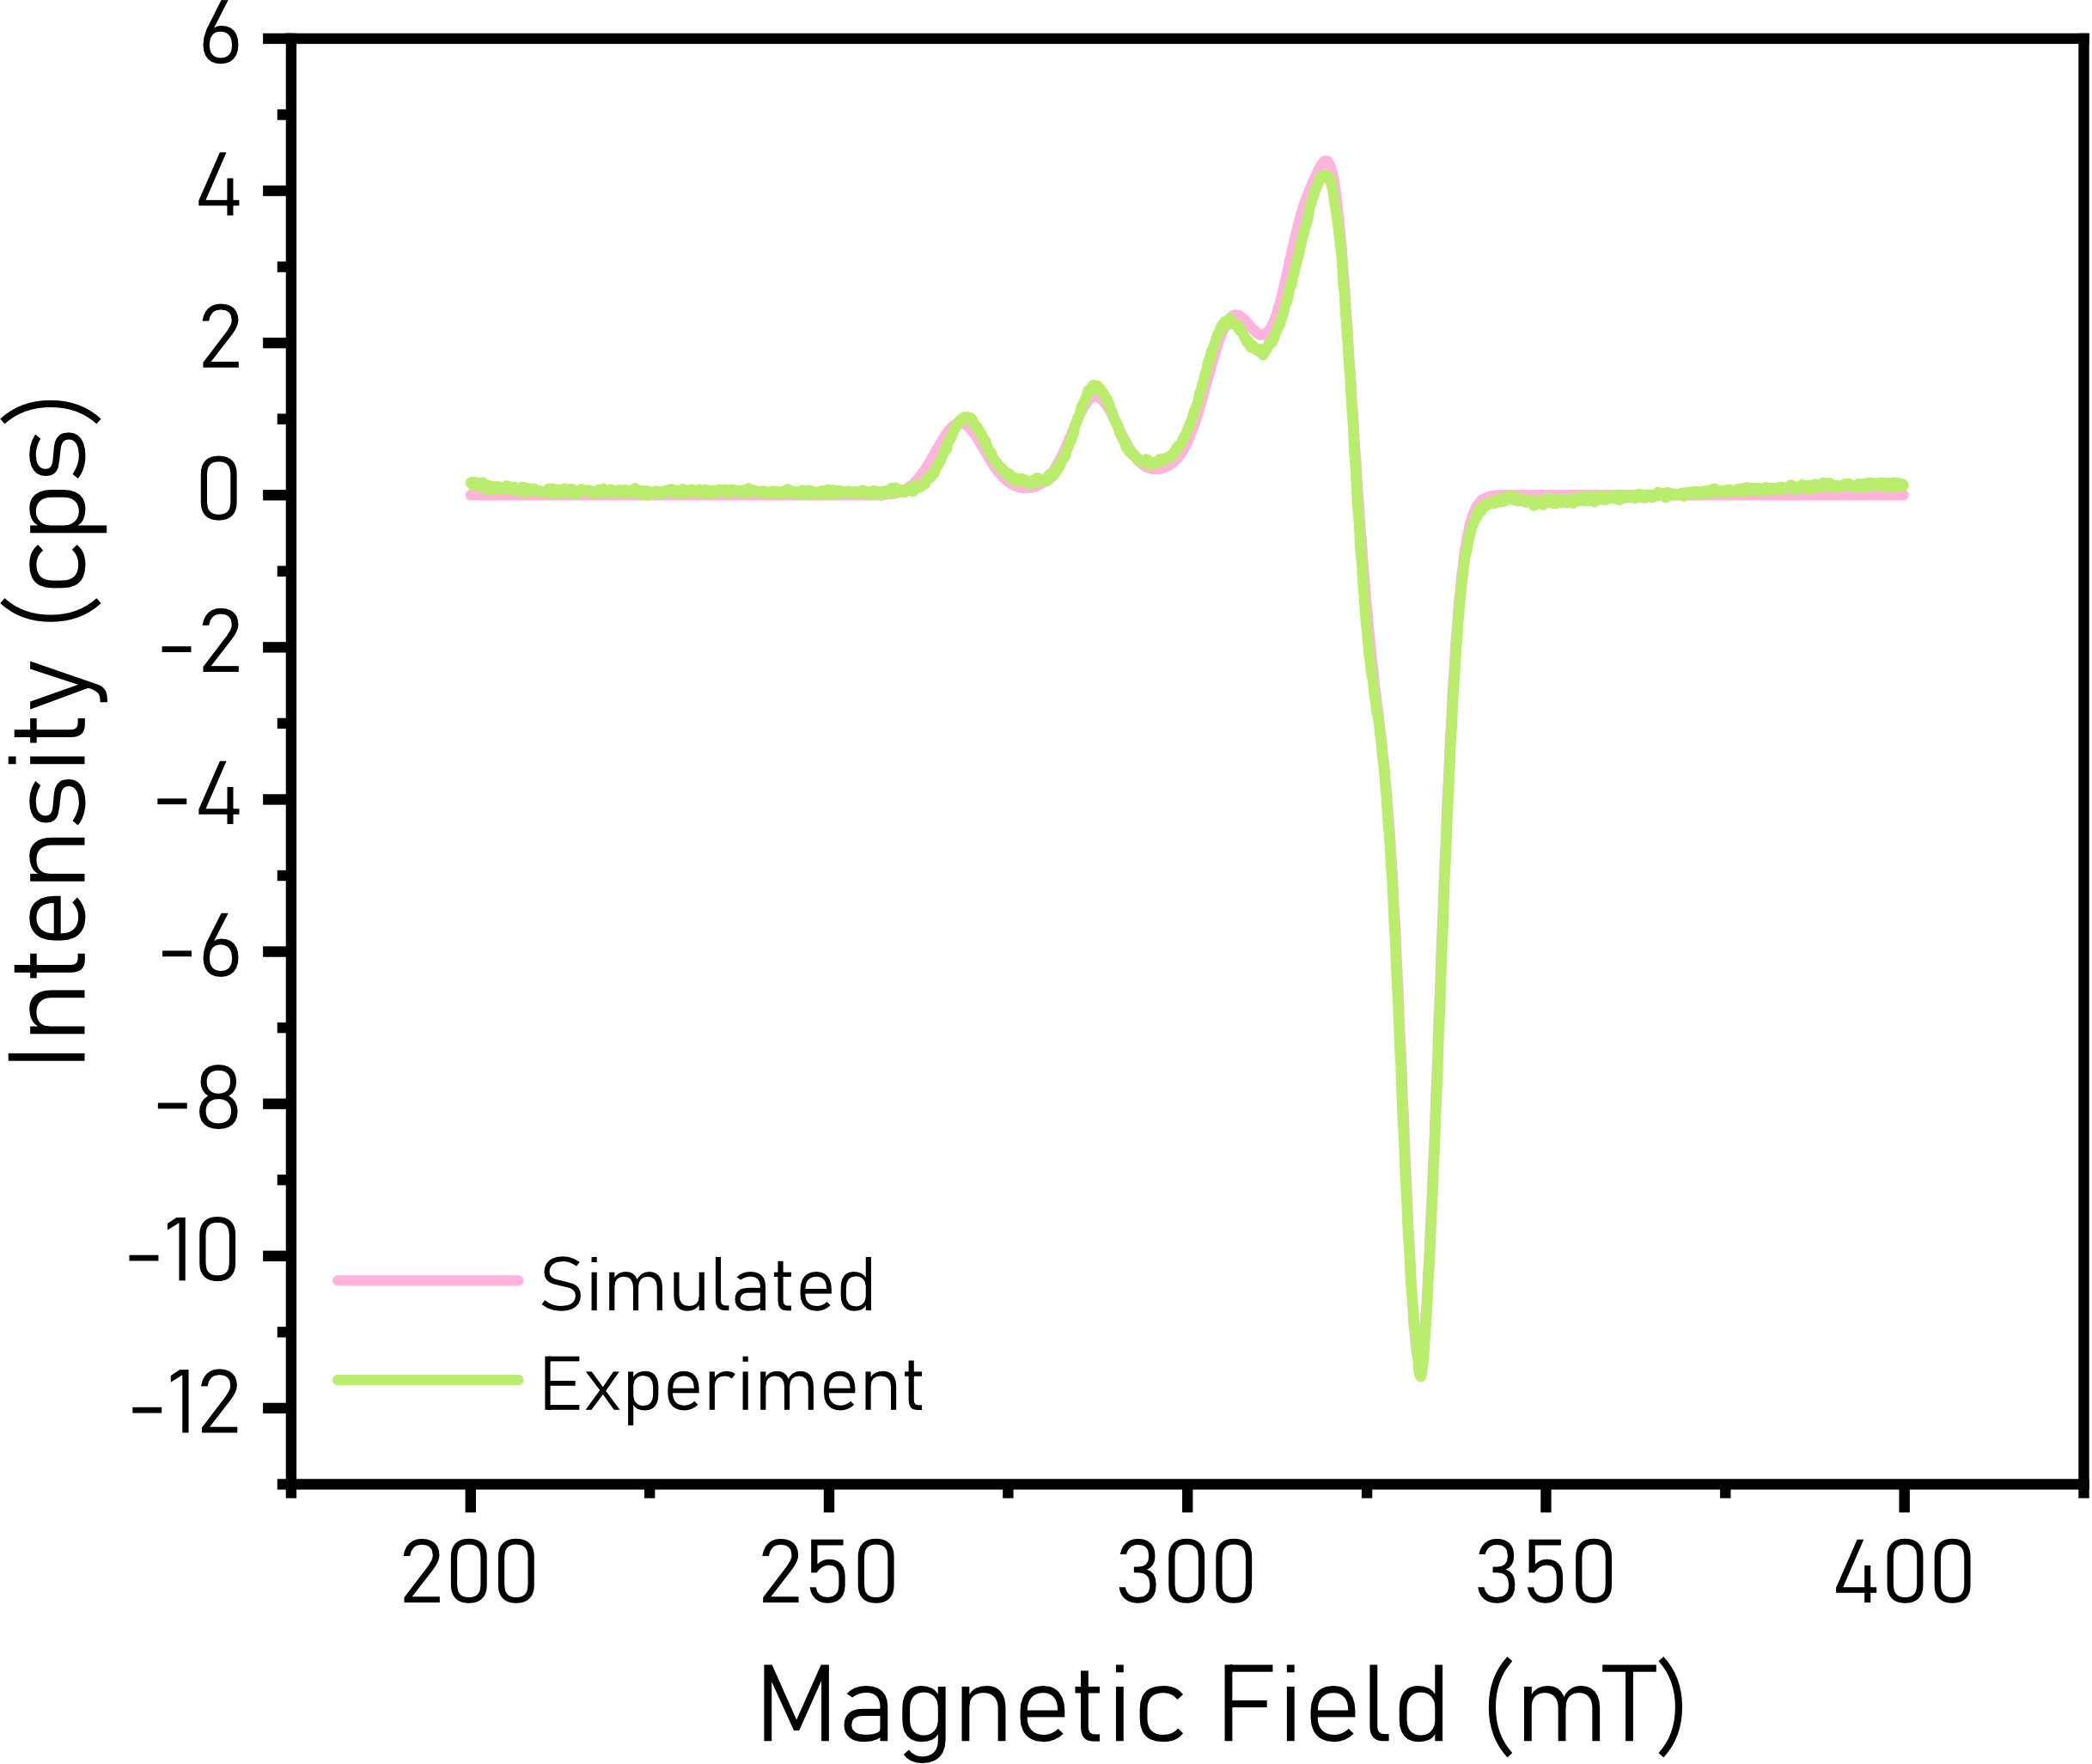 6
4
2
0
-2
-4
-6
-8
-10
-12
Intensity (cps)
Simulated
Experiment
200 250 300 350 400
Magnetic Field (mT)